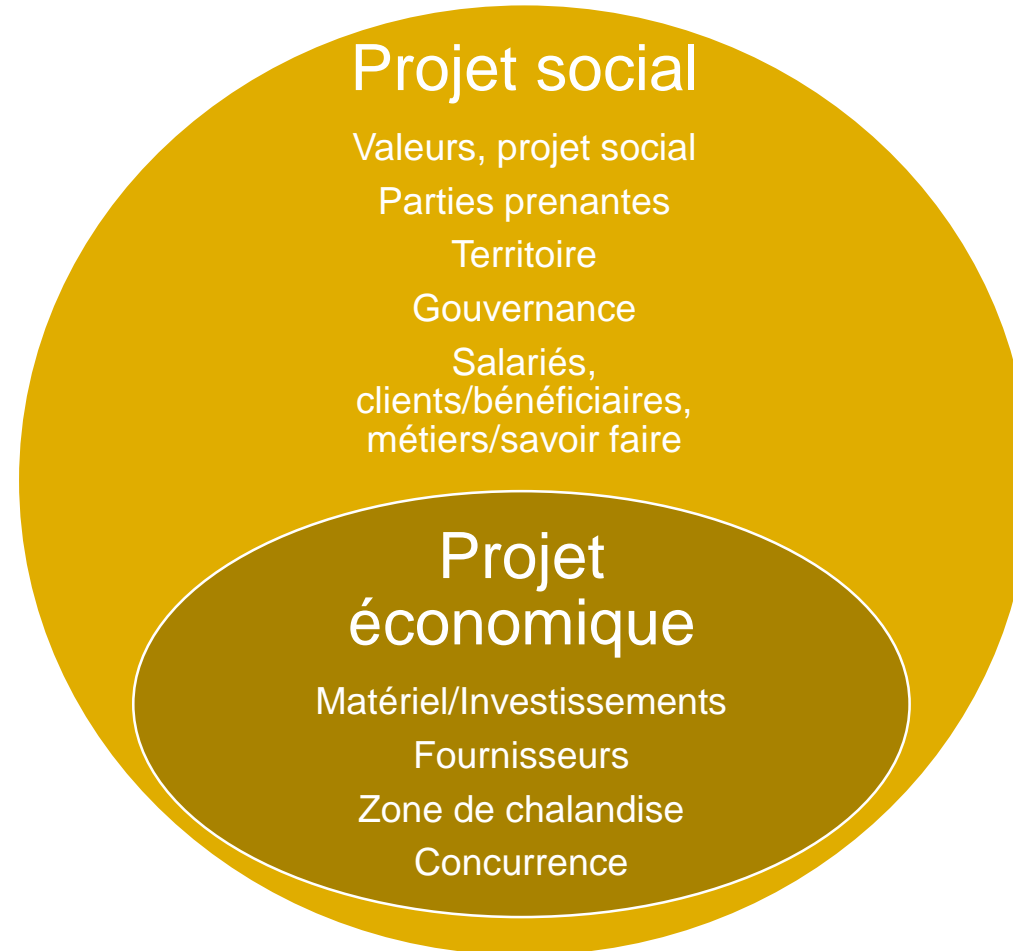 Projet social
Valeurs, projet social
Parties prenantes
Territoire
Gouvernance
Salariés,
clients/bénéficiaires,
métiers/savoir faire
Projet
économique
Matériel/Investissements
Fournisseurs
Zone de chalandise
Concurrence